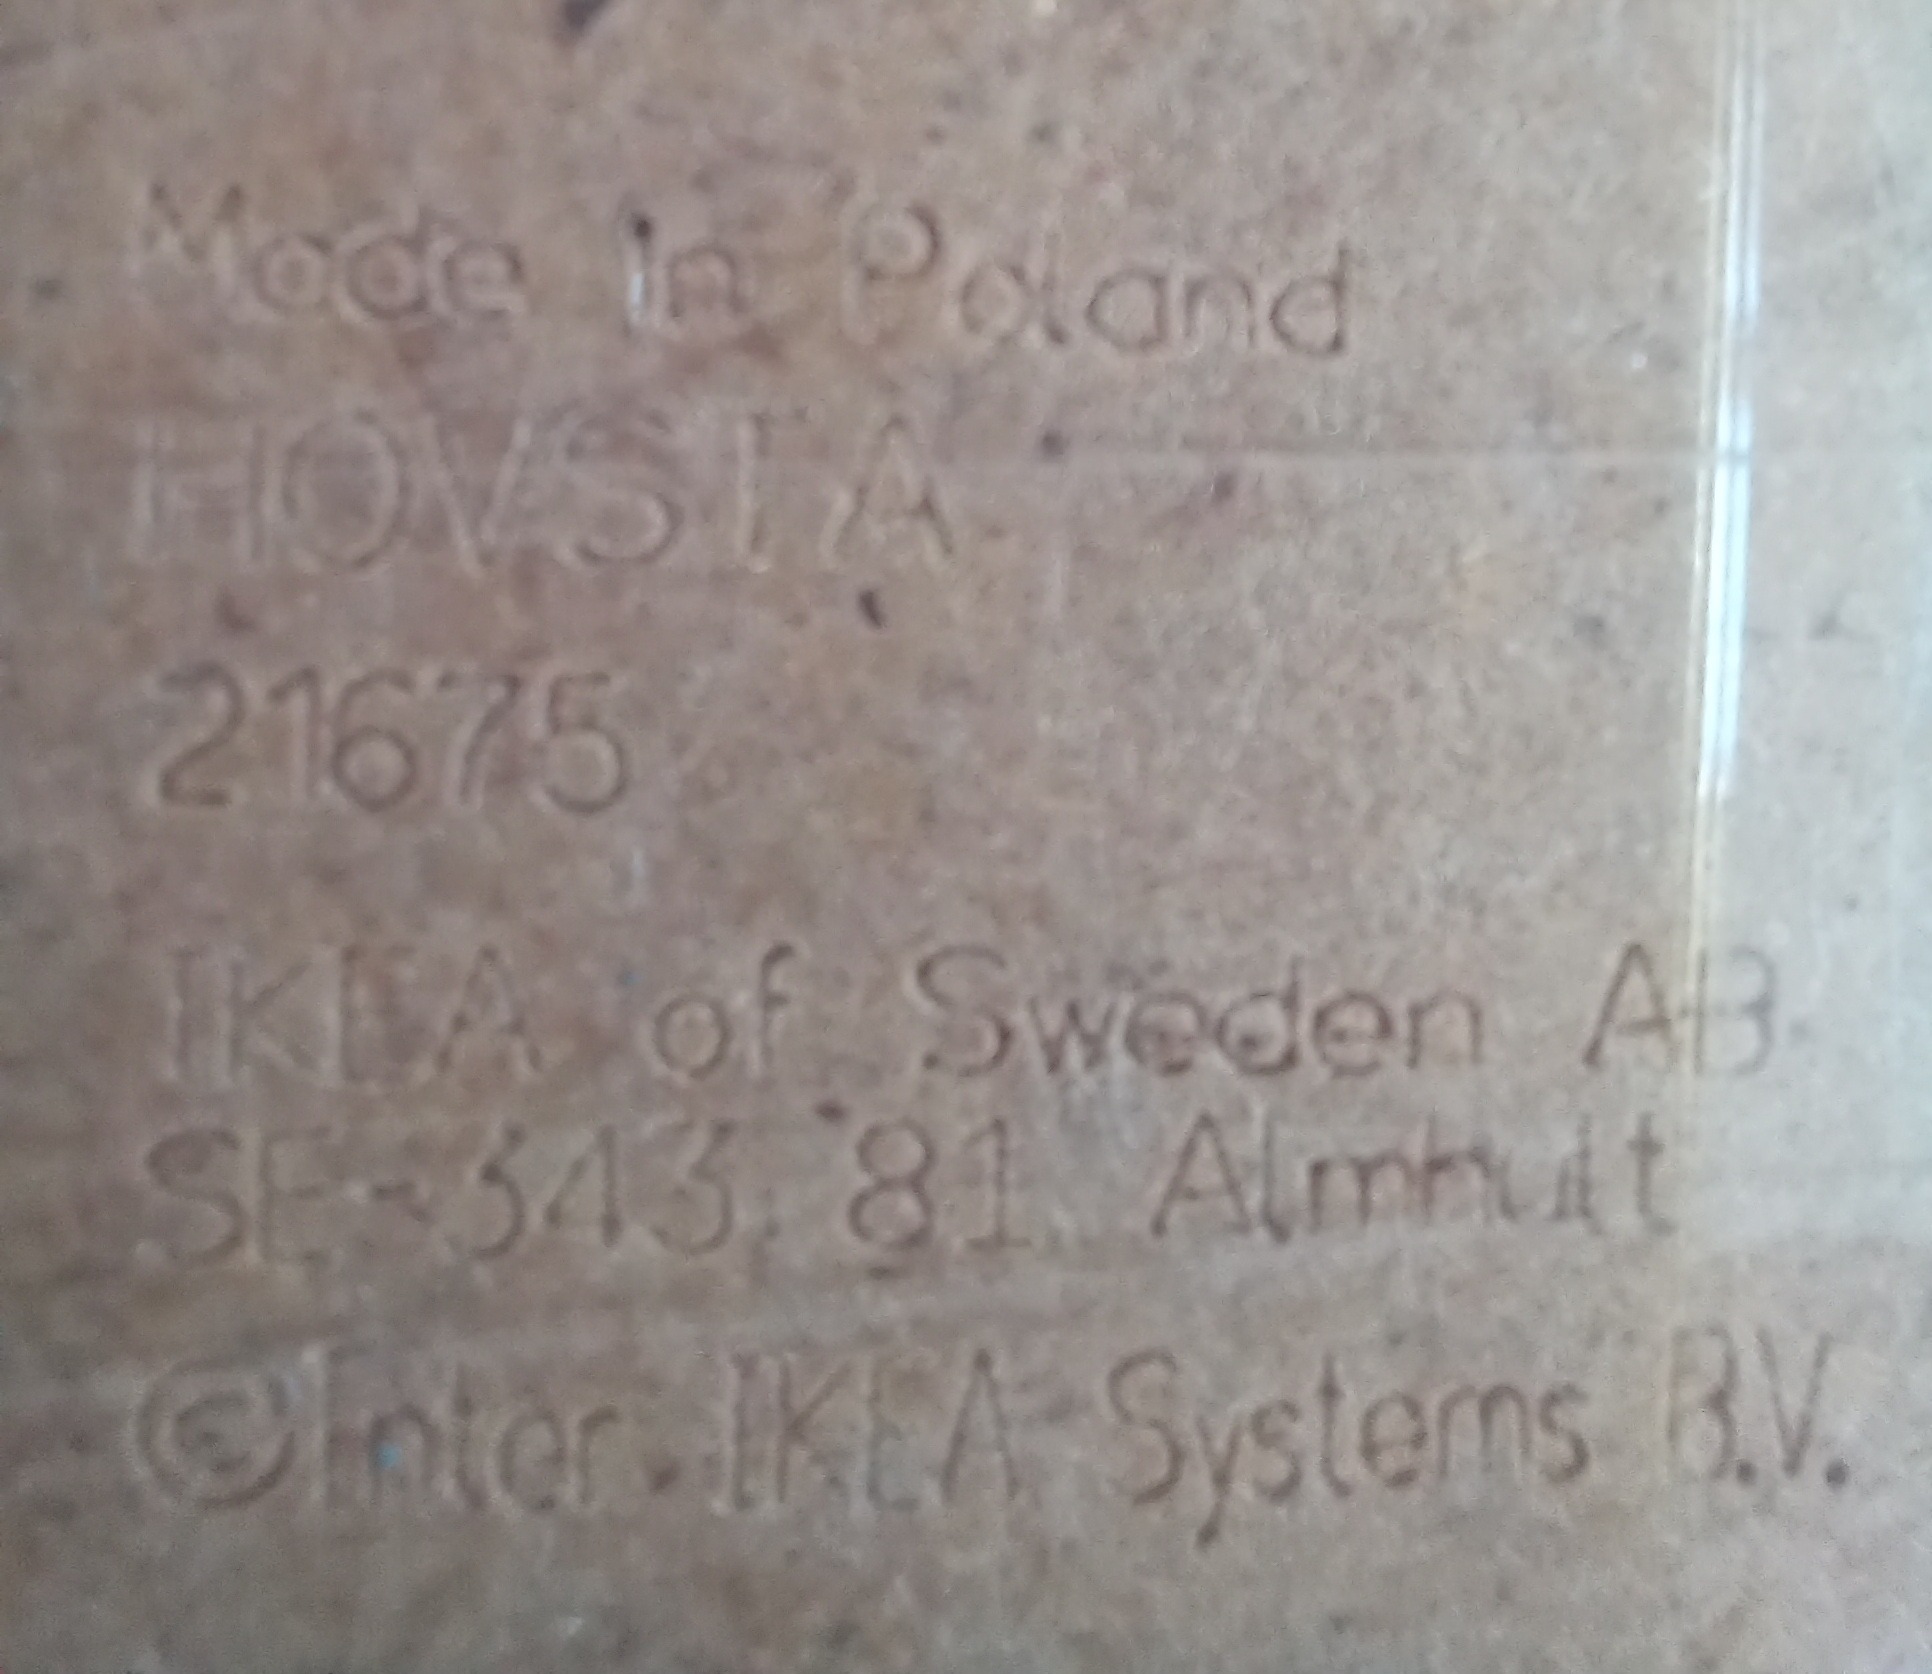 Made in Poland
HOVSTA
21675
IKEA of Sweden AB
SE-343 81 Almhult
©Inter IKEA Systems B.V.